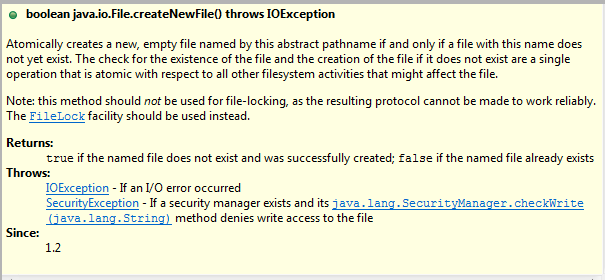 boolean java.io.File.createNewFile() throws IOException
Atomically creates a new, empty file named by this abstract pathname if and only if a file with this name does
not yet exist. The check for the existence of the file and the creation of the file if it does not exist are a single
operation that is atomic with respect to all other filesystem activities that might affect the file.
Note: this method should not be used for file-locking, as the resulting protocol cannot be made to work reliably.
The FileLock facility should be used instead.
Returns:
true if the named file does not exist and was successfully created; false if the named file already exists
Throws:
IOException - If an I/O error occurred
SecurityException - If a security manager exists and its java.lang.SecurityManager.checkWrite
(java.lang.String) method denies write access to the file
Since:
1.2